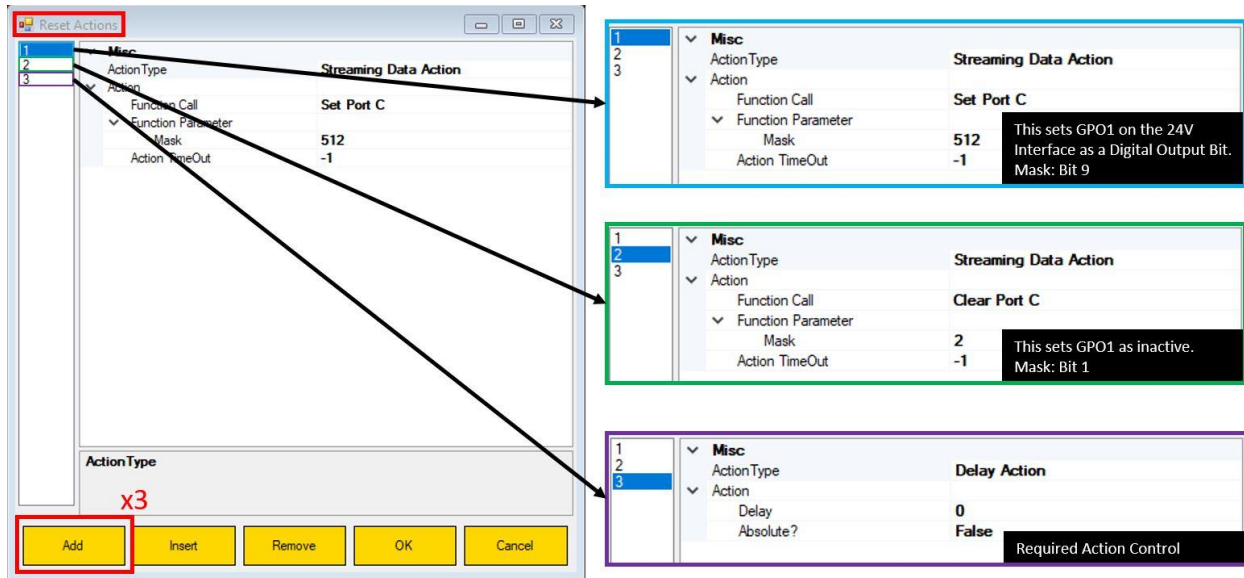 Reset Actions
1
2
3
Misc
ActionType Streaming Data Action
Action
Function Call Set Port C
Function Parameter
Mask 512
Action TimeOut -1
ActionType
x3
Add Insert Remove OK Cancel
1
2
3
Misc
ActionType Streaming Data Action
Action
Function Call Set Port C
Function Parameter
Mask 512
Action TimeOut -1
This sets GPO1 on the 24V
Interface as a Digital Output Bit.
Mask: Bit 9
1
2
3
Misc
ActionType Streaming Data Action
Action
Function Call Clear Port C
Function Parameter
Mask 2
Action TimeOut -1
This sets GPO1 as inactive.
Mask: Bit 1
1
2
3
Misc
ActionType Delay Action
Action
Delay 0
Absolute? False
Required Action Control